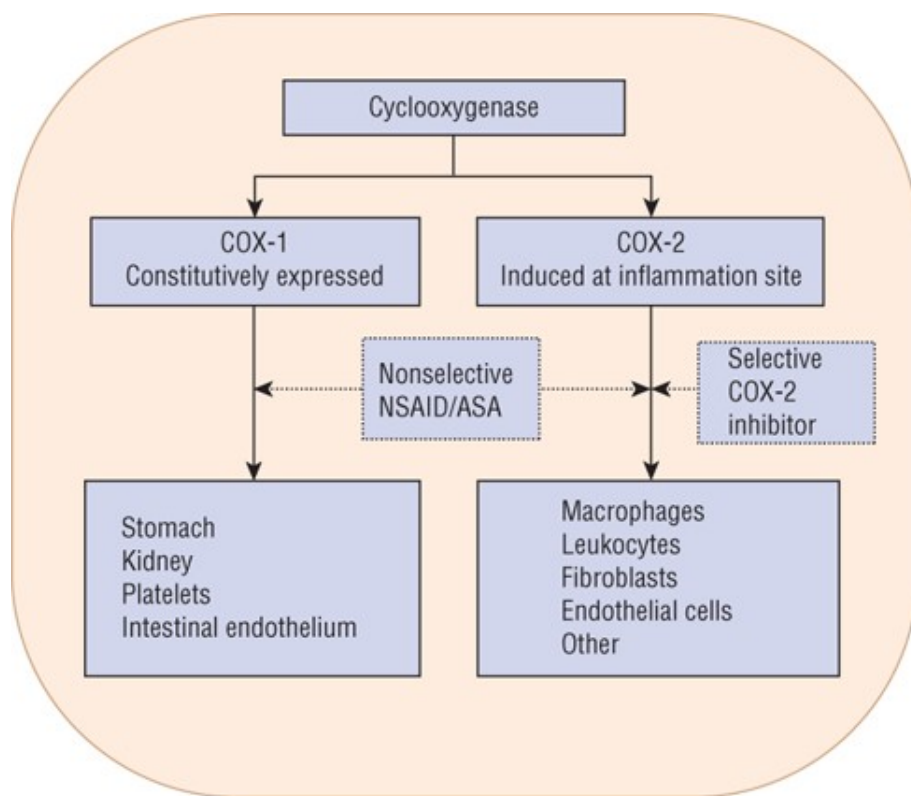 Cyclooxygenase
COX-1
Constitutively expressed
COX-2
Induced at inflammation site
Nonselective
NSAID/ASA
Selective
COX-2
inhibitor
Stomach
Kidney
Platelets
Intestinal endothelium
Macrophages
Leukocytes
Fibroblasts
Endothelial cells
Other